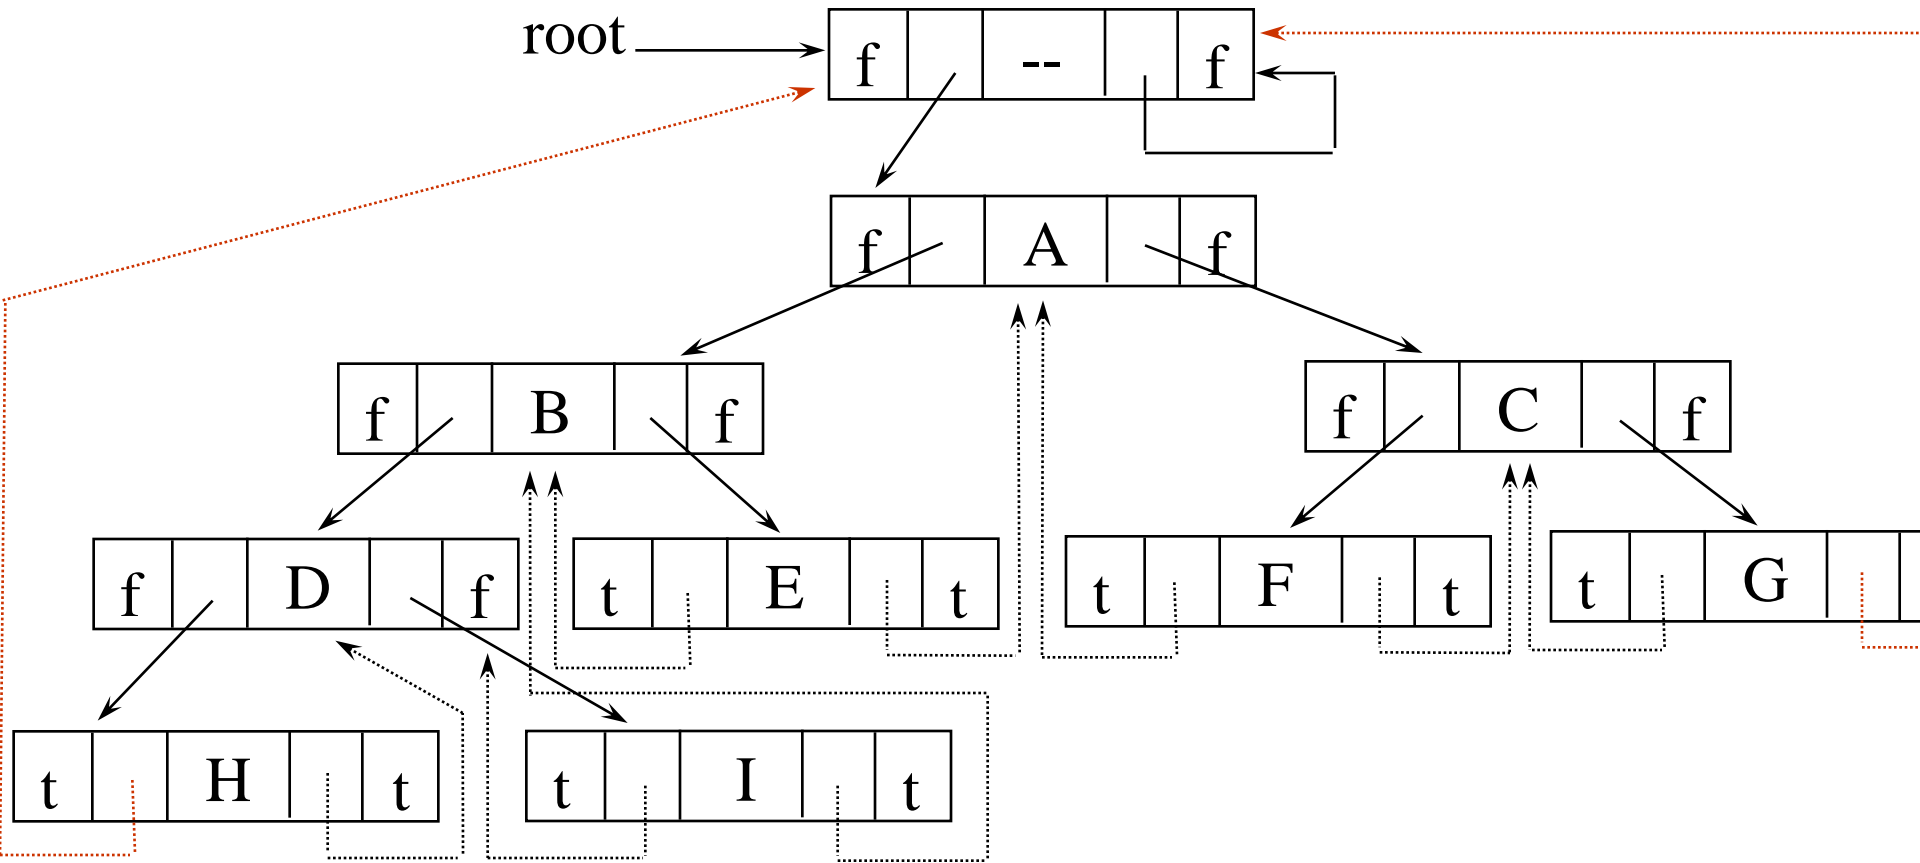 root
f -- f
f A f
f B f
f C f
f D f
t E t
t F t
t G
t H t
t I t